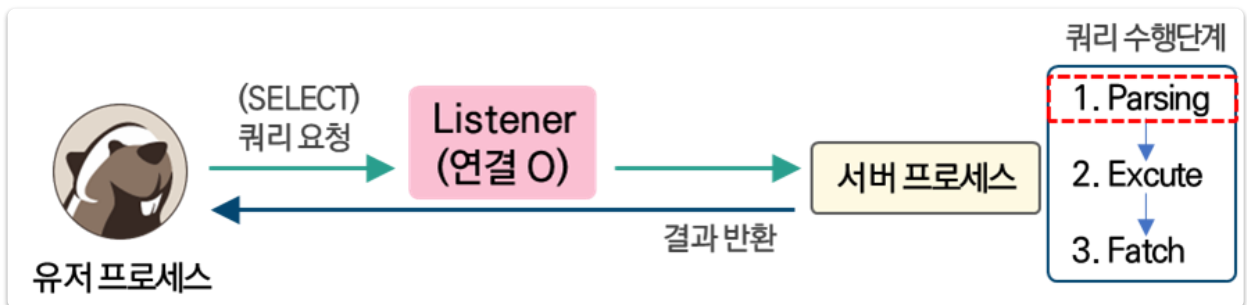 쿼리 수행단계
(SELECT)
쿼리 요청
Listener
(연결 O)
서버 프로세스
1. Parsing
2. Excute
3. Fatch
결과 반환
유저 프로세스